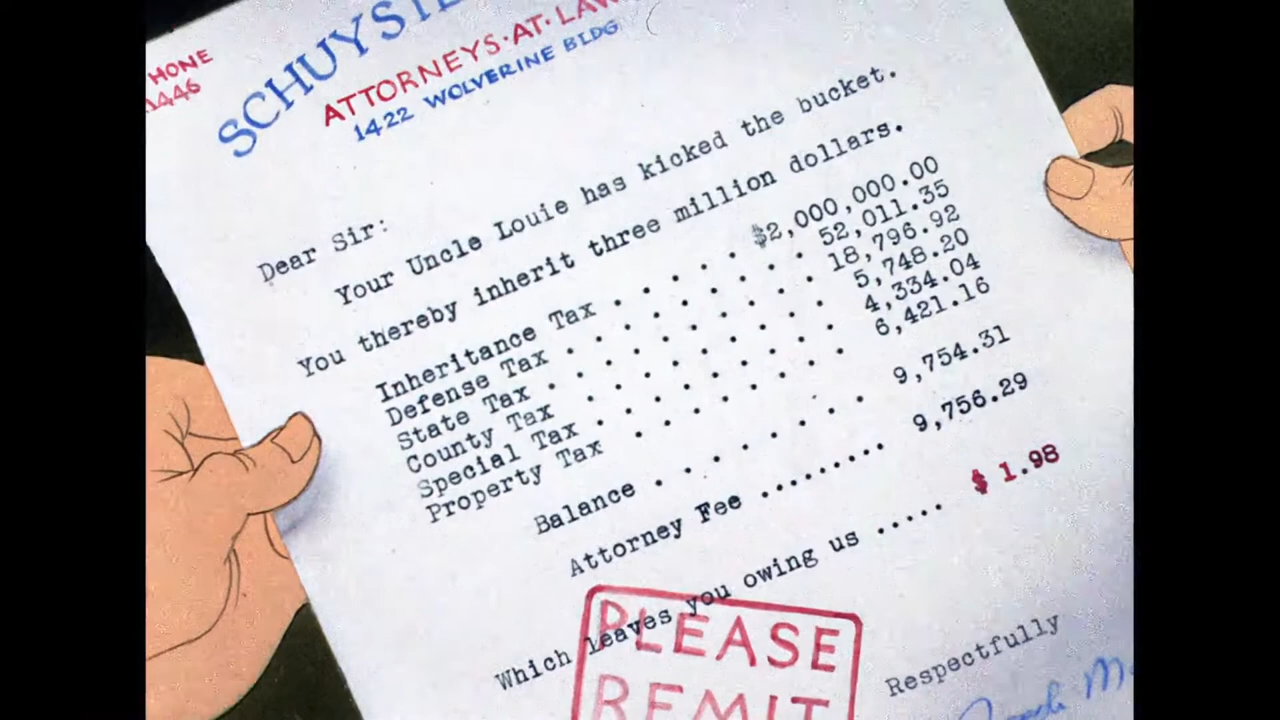 HONE
1446
SCHUYSTE
ATTORNEYS·AT·LAW
1422 WOLVERINE BLDG
Dear Sir:
Your Uncle Louie has kicked the bucket.
You thereby inherit three million dollars.
Inheritance Tax . . . . . $2,000,000.00
Defense Tax . . . . . . . 52,011.35
State Tax . . . . . . . 18,796.92
County Tax . . . . . . . 5,748.20
Special Tax . . . . . . . 4,334.04
Property Tax . . . . . . . 6,421.16
Balance . . . . . . . . 9,754.31
Attorney Fee ......... 9,756.29
Which leaves you owing us ..... $ 1.98
PLEASE
REMIT
Respectfully